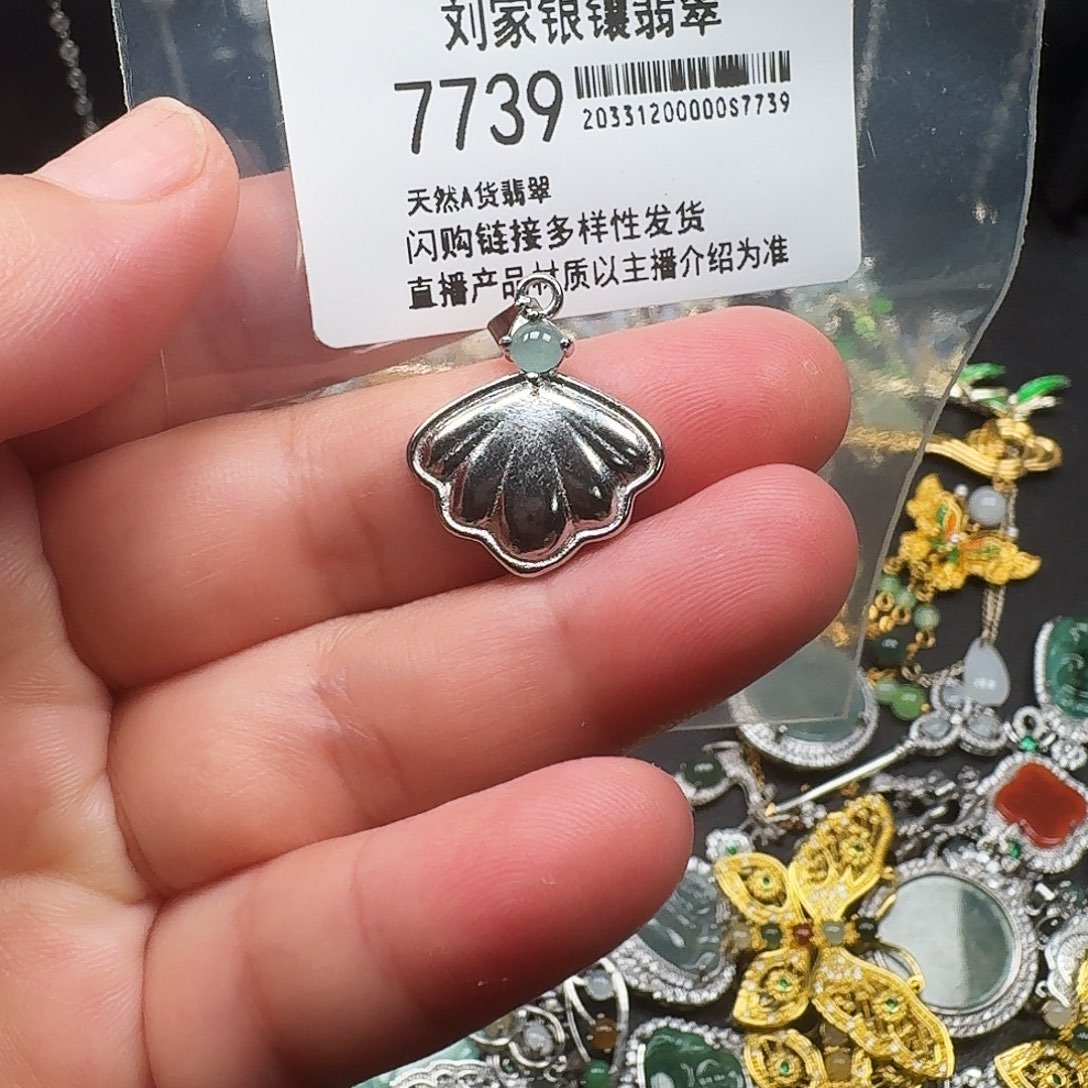 刘家银镶翡翠
7739
20331200000S7739
天然A货翡翠
闪购链接多样性发货
直播产品材质以主播介绍为准